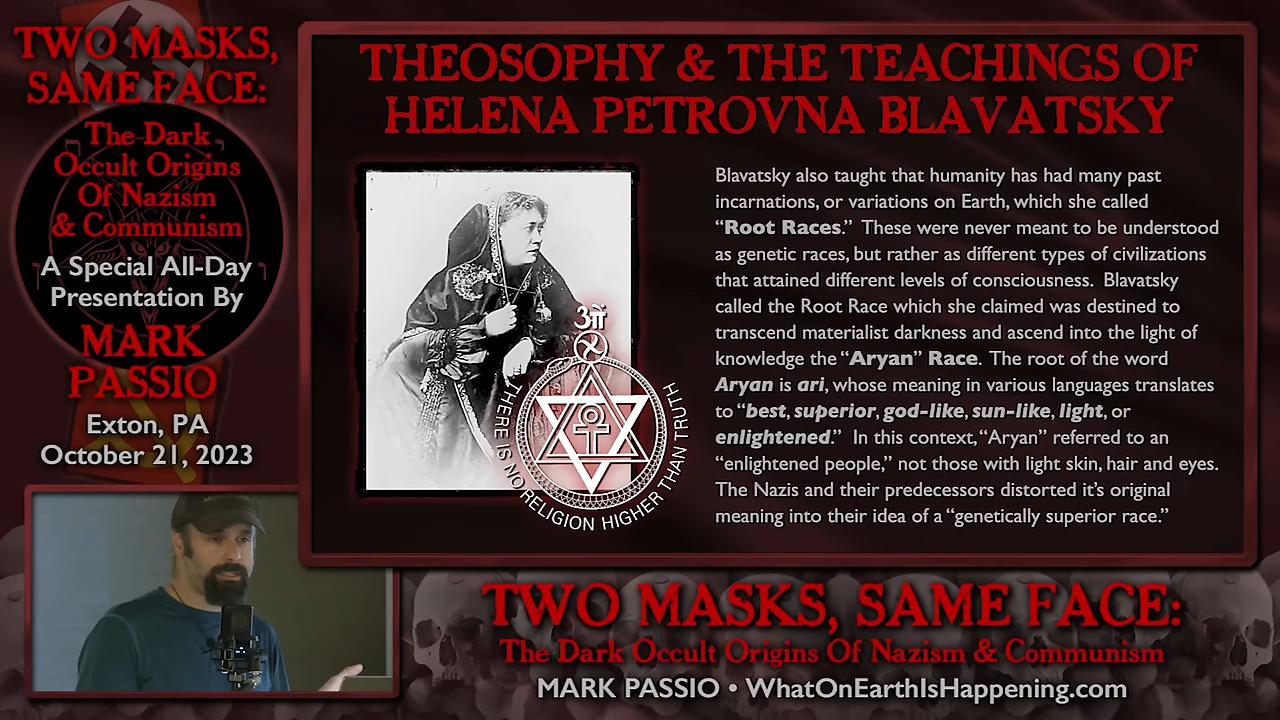 TWO MASKS,
SAME FACE:
The Dark
Occult Origins
Of Nazism
& Communism
A Special All-Day
Presentation By
MARK
PASSIO
Exton, PA
October 21, 2023
THEOSOPHY & THE TEACHINGS OF
HELENA PETROVNA BLAVATSKY
ओं
THERE IS NO RELIGION HIGHER THAN TRUTH
Blavatsky also taught that humanity has had many past
incarnations, or variations on Earth, which she called
“Root Races.” These were never meant to be understood
as genetic races, but rather as different types of civilizations
that attained different levels of consciousness. Blavatsky
called the Root Race which she claimed was destined to
transcend materialist darkness and ascend into the light of
knowledge the “Aryan” Race. The root of the word
Aryan is ari, whose meaning in various languages translates
to “best, superior, god-like, sun-like, light, or
enlightened.” In this context, “Aryan” referred to an
“enlightened people,” not those with light skin, hair and eyes.
The Nazis and their predecessors distorted it’s original
meaning into their idea of a “genetically superior race.”
TWO MASKS, SAME FACE:
The Dark Occult Origins Of Nazism & Communism
MARK PASSIO • WhatOnEarthIsHappening.com